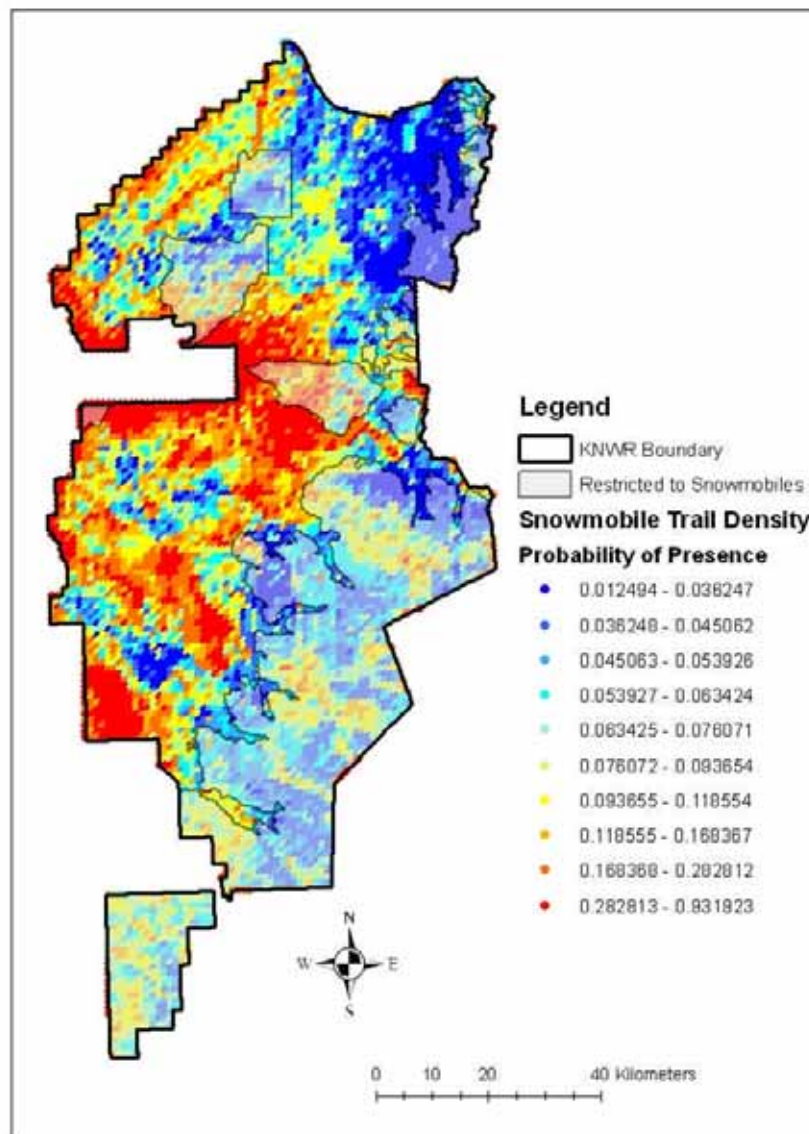 Legend
KNWR Boundary
Restricted to Snowmobiles
Snowmobile Trail Density
Probability of Presence
0.012494 - 0.036247
0.036248 - 0.045062
0.045063 - 0.053926
0.053927 - 0.063424
0.063425 - 0.076071
0.076072 - 0.093654
0.093655 - 0.118554
0.118555 - 0.168367
0.168368 - 0.282812
0.282813 - 0.931923
N
W E
S
0 10 20 40 Kilometers